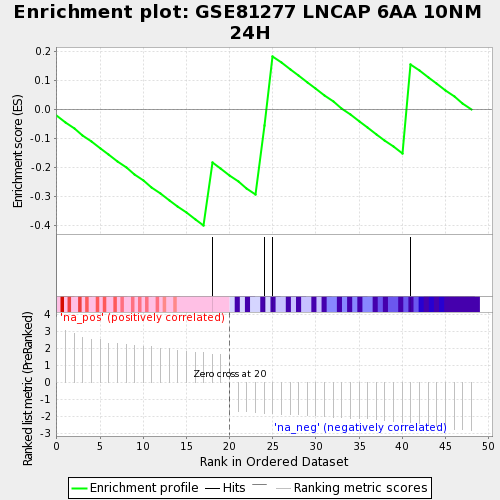 Enrichment plot: GSE81277 LNCAP 6AA 10NM
24H
Enrichment score (ES)
0.2
0.1
0.0
-0.1
-0.2
-0.3
-0.4
'na_pos' (positively correlated)
Zero cross at 20
'na_neg' (negatively correlated)
Ranked list metric (PreRanked)
4
3
2
1
0
-1
-2
-3
0 5 10 15 20 25 30 35 40 45 50
Rank in Ordered Dataset
Enrichment profile Hits Ranking metric scores